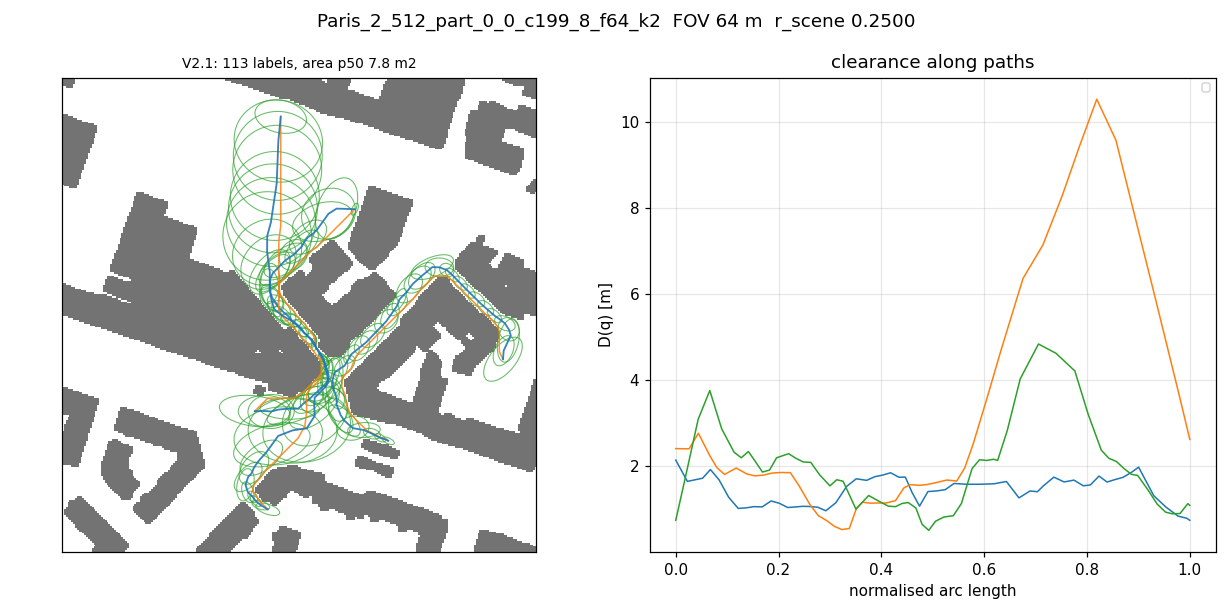 Paris_2_512_part_0_0_c199_8_f64_k2 FOV 64 m r_scene 0.2500
V2.1: 113 labels, area p50 7.8 m2
clearance along paths
D(q) [m]
10
8
6
4
2
0.0 0.2 0.4 0.6 0.8 1.0
normalised arc length